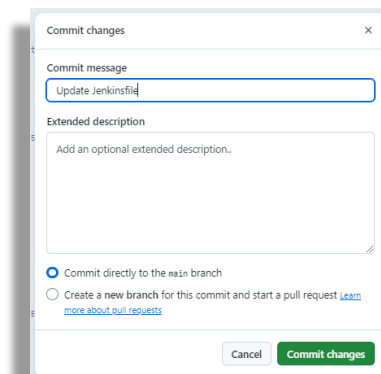 Commit changes
Commit message
Update Jenkinsfile
Extended description
Add an optional extended description..
Commit directly to the main branch
Create a new branch for this commit and start a pull request Learn
more about pull requests
Cancel
Commit changes